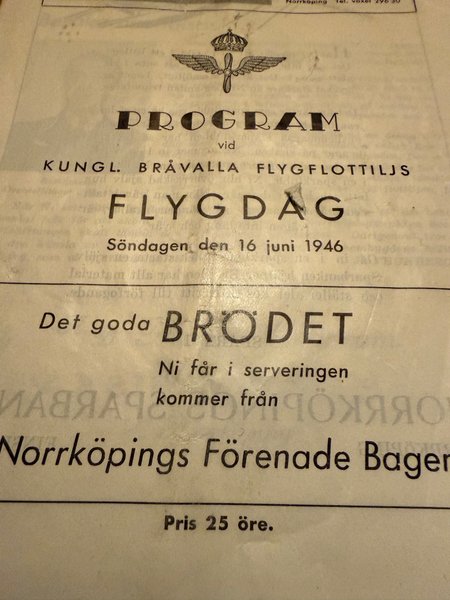 Norrköping Tel. växel 296 30
PROGRAM
vid
KUNGL. BRÅVALLA FLYGFLOTTILJS
FLYGDAG
Söndagen den 16 juni 1946
Det goda BRÖDET
Ni får i serveringen
kommer från
Norrköpings Förenade Bager
Pris 25 öre.